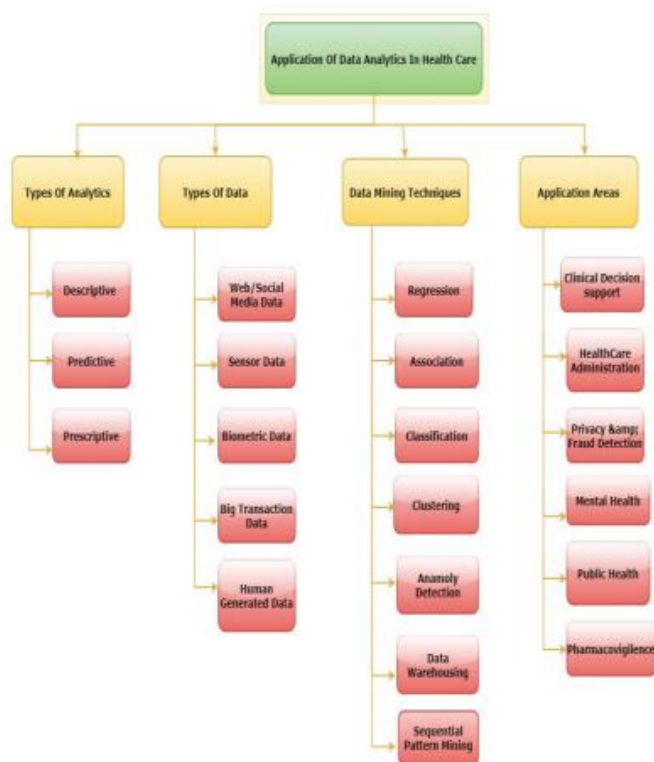 Application Of Data Analytics In Health Care
Types Of Analytics
Types Of Data
Data Mining Techniques
Application Areas
Descriptive
Predictive
Prescriptive
Web/Social
Media Data
Sensor Data
Biometric Data
Big Transaction
Data
Human
Generated Data
Regression
Association
Classification
Clustering
Anamoly
Detection
Data
Warehousing
Sequential
Pattern Mining
Clinical Decision
support
HealthCare
Administration
Privacy &amp;
Fraud Detection
Mental Health
Public Health
Pharmacovigilence